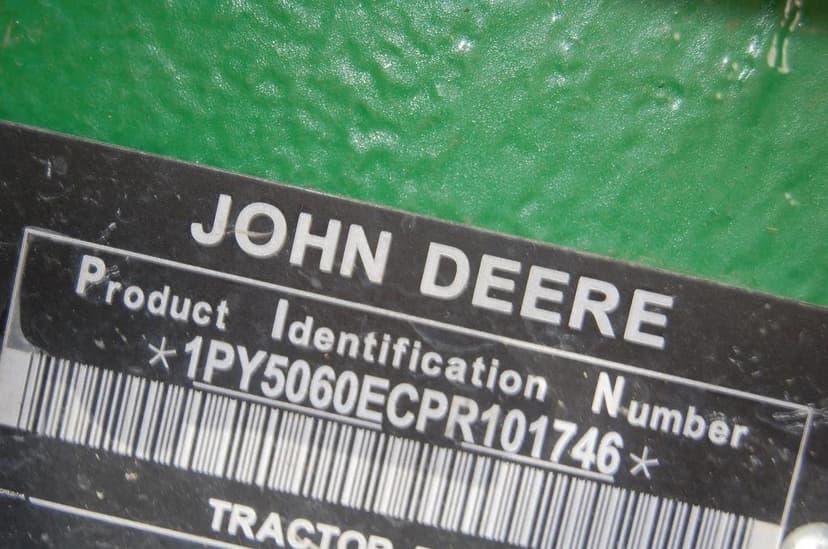 JOHN DEERE
Product Identification Number
*1PY5060ECPR101746*
TRACTOR